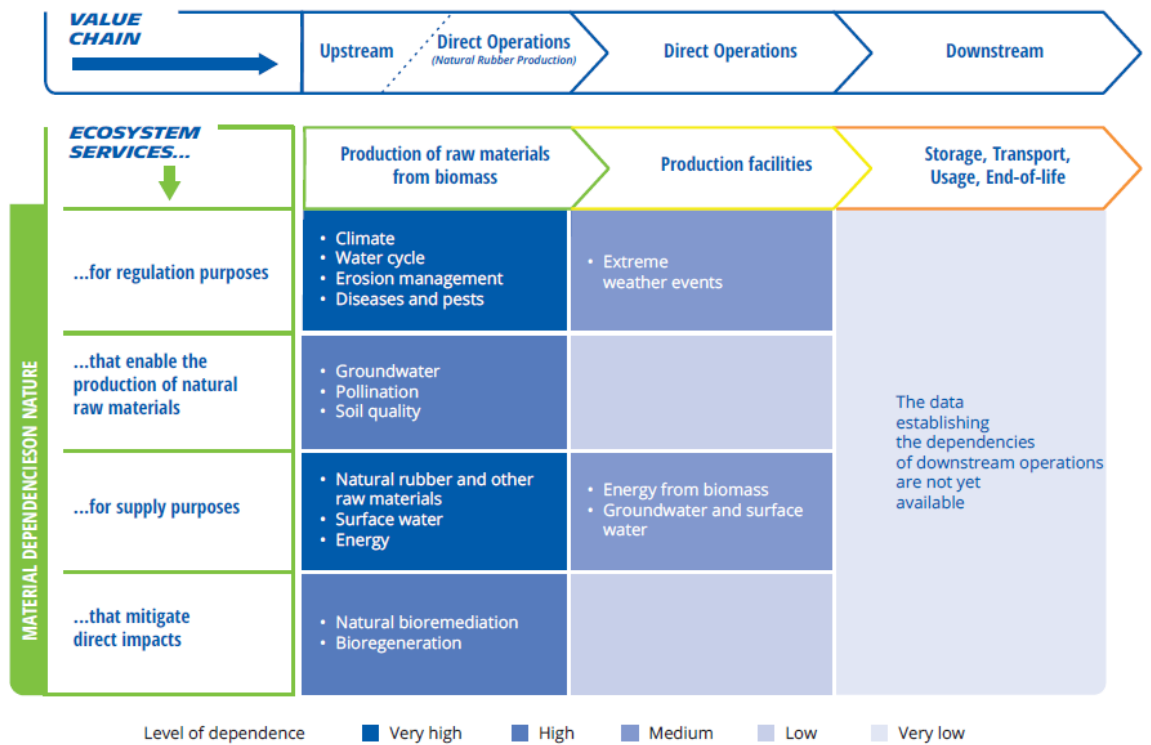 VALUE
CHAIN
Upstream
Direct Operations
(Natural Rubber Production)
Direct Operations
Downstream
ECOSYSTEM
SERVICES...
Production of raw materials
from biomass
Production facilities
Storage, Transport,
Usage, End-of-life
MATERIAL DEPENDENCIESON NATURE
...for regulation purposes
• Climate
• Water cycle
• Erosion management
• Diseases and pests
• Extreme
weather events
...that enable the
production of natural
raw materials
• Groundwater
• Pollination
• Soil quality
...for supply purposes
• Natural rubber and other
raw materials
• Surface water
• Energy
• Energy from biomass
• Groundwater and surface
water
...that mitigate
direct impacts
• Natural bioremediation
• Bioregeneration
The data
establishing
the dependencies
of downstream operations
are not yet
available
Level of dependence
Very high
High
Medium
Low
Very low